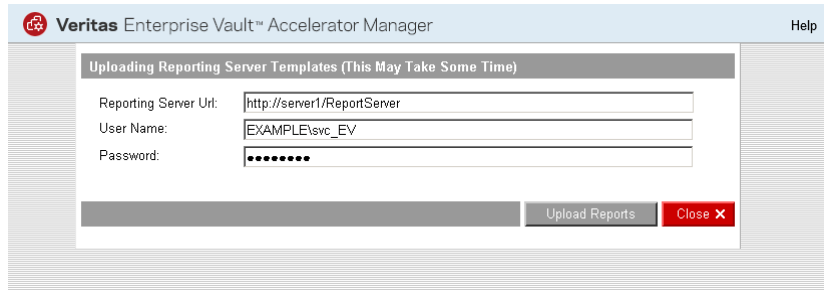 Veritas Enterprise Vault™ Accelerator Manager
Help
Uploading Reporting Server Templates (This May Take Some Time)
Reporting Server Url: http://server1/ReportServer
User Name: EXAMPLE\svc_EV
Password: ●●●●●●●●
Upload Reports Close ✕